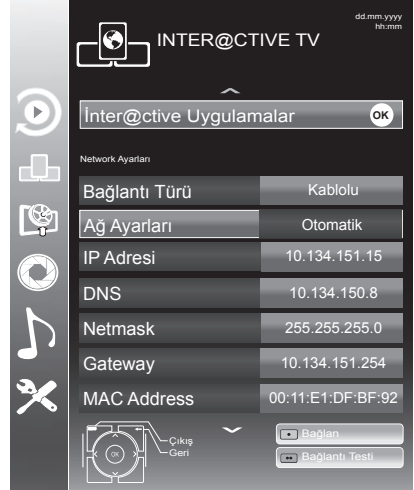 dd.mm.yyyy
hh:mm
INTER@CTIVE TV
İnter@ctive Uygulamalar OK
Network Ayarları
Bağlantı Türü Kablolu
Ağ Ayarları Otomatik
IP Adresi 10.134.151.15
DNS 10.134.150.8
Netmask 255.255.255.0
Gateway 10.134.151.254
MAC Address 00:11:E1:DF:BF:92
OK
Çıkış
Geri
Bağlan
Bağlantı Testi